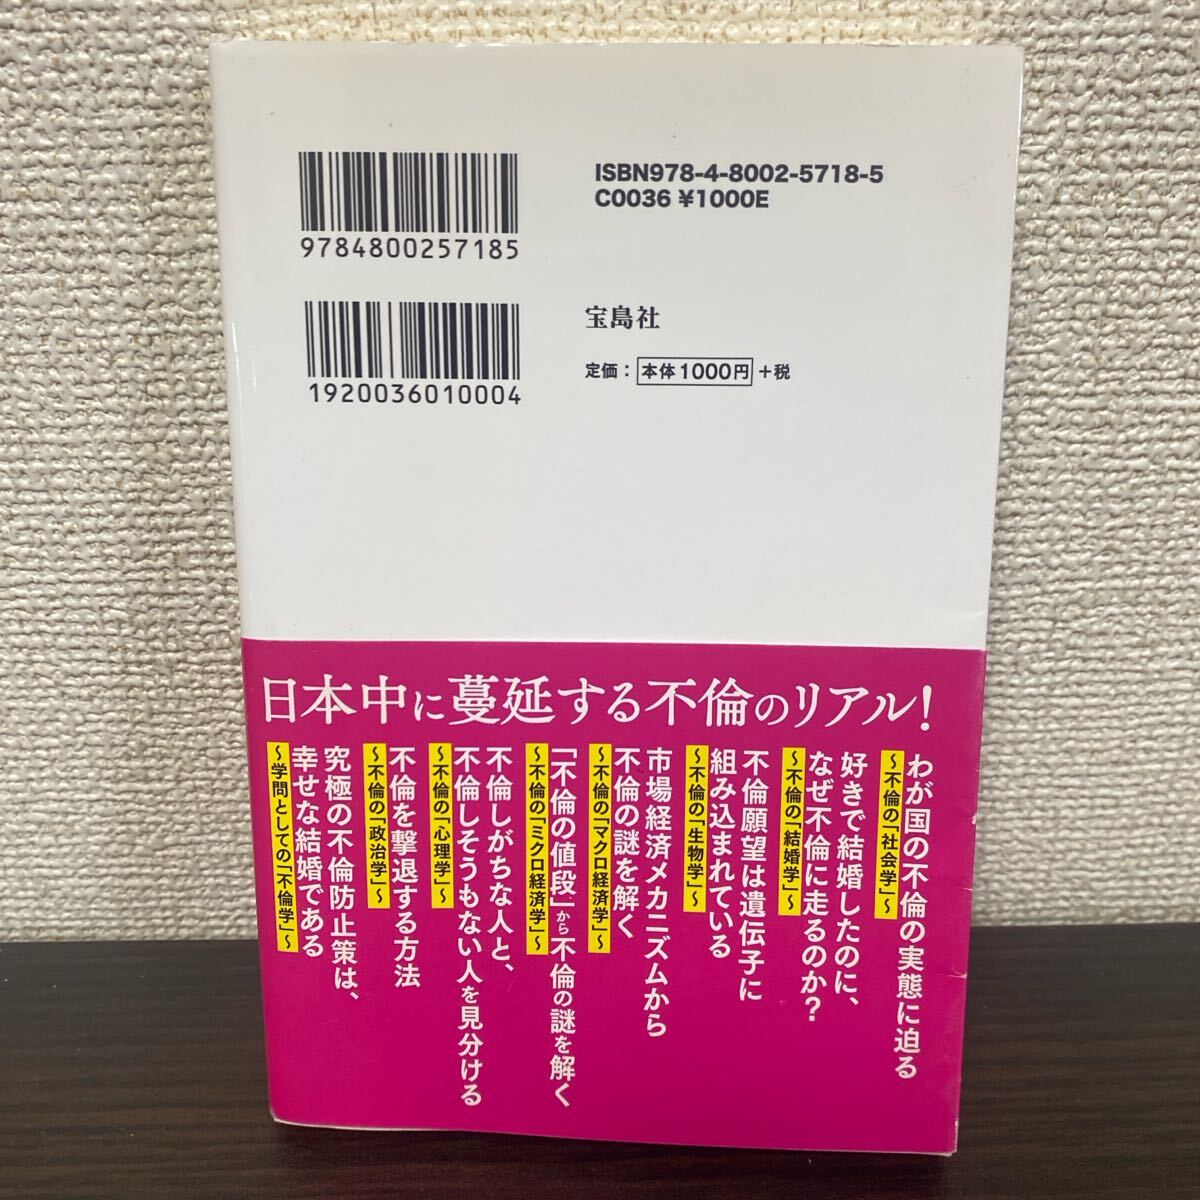 ISBN978-4-8002-5718-5
C0036 ¥1000E
9784800257185
宝島社
定価：本体1000円+税
1920036010004
日本中に蔓延する不倫のリアル！
わが国の不倫の実態に迫る
～不倫の「社会学」～
好きで結婚したのに、
なぜ不倫に走るのか？
～不倫の「結婚学」～
不倫願望は遺伝子に
組み込まれている
～不倫の「生物学」～
市場経済メカニズムから
不倫の謎を解く
～不倫の「マクロ経済学」～
「不倫の値段」から不倫の謎を解く
～不倫の「ミクロ経済学」～
不倫しがちな人と、
不倫しそうもない人を見分ける
～不倫の「心理学」～
不倫を撃退する方法
～不倫の「政治学」～
究極の不倫防止策は、
幸せな結婚である
～学問としての「不倫学」～